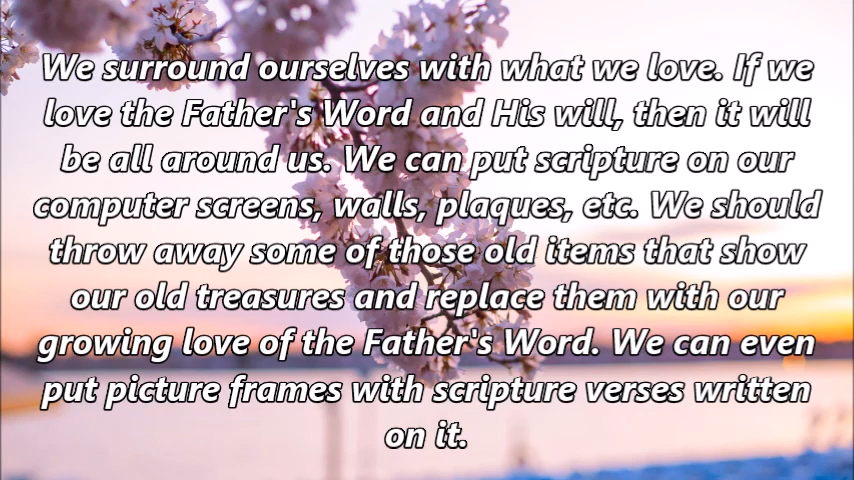 We surround ourselves with what we love. If we
love the Father's Word and His will, then it will
be all around us. We can put scripture on our
computer screens, walls, plaques, etc. We should
throw away some of those old items that show
our old treasures and replace them with our
growing love of the Father's Word. We can even
put picture frames with scripture verses written
on it.